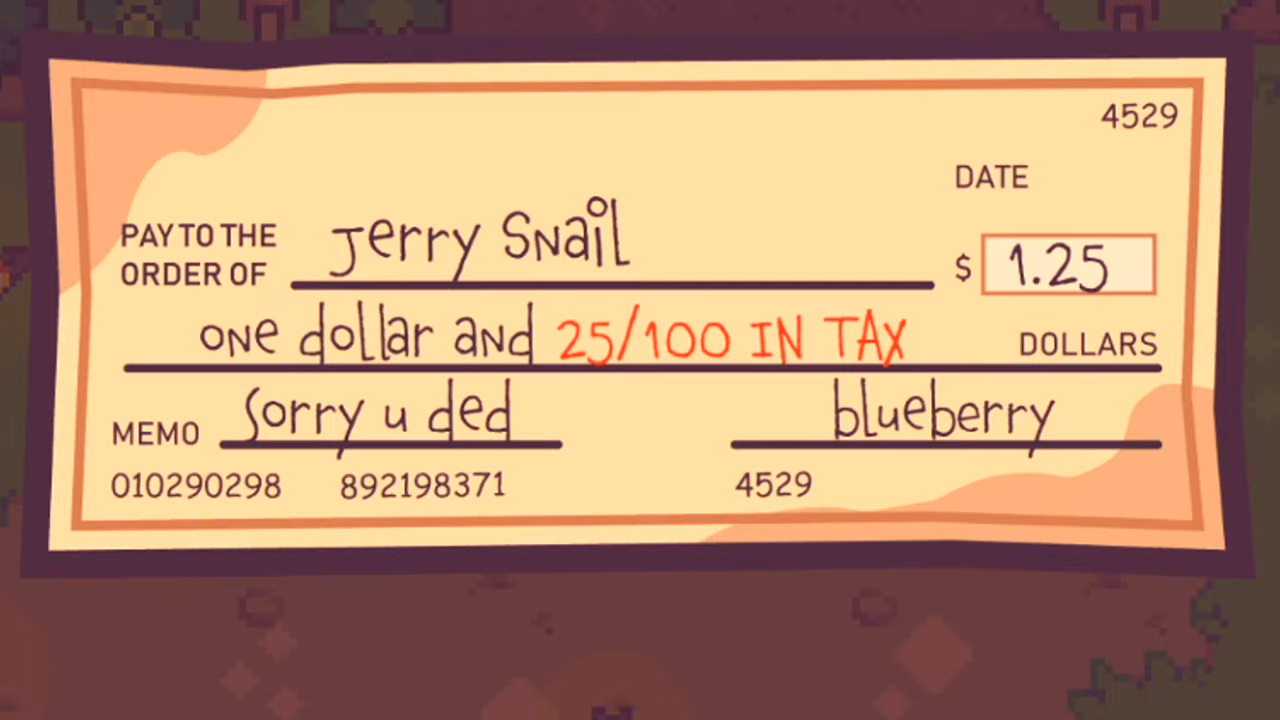 4529
DATE
PAY TO THE
ORDER OF
Jerry Snail
$ 1.25
one dollar and 25/100 IN TAX DOLLARS
MEMO sorry u ded
blueberry
010290298 892198371 4529